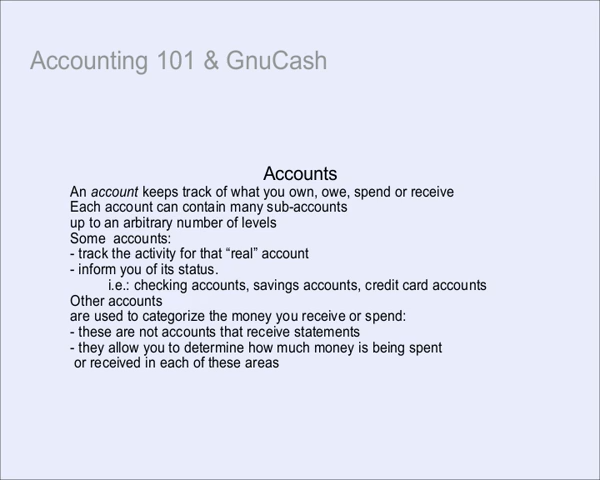 Accounting 101 & GnuCash
Accounts
An account keeps track of what you own, owe, spend or receive
Each account can contain many sub-accounts
up to an arbitrary number of levels
Some  accounts:
- track the activity for that “real” account
- inform you of its status.
i.e.: checking accounts, savings accounts, credit card accounts
Other accounts
are used to categorize the money you receive or spend:
- these are not accounts that receive statements
- they allow you to determine how much money is being spent
or received in each of these areas